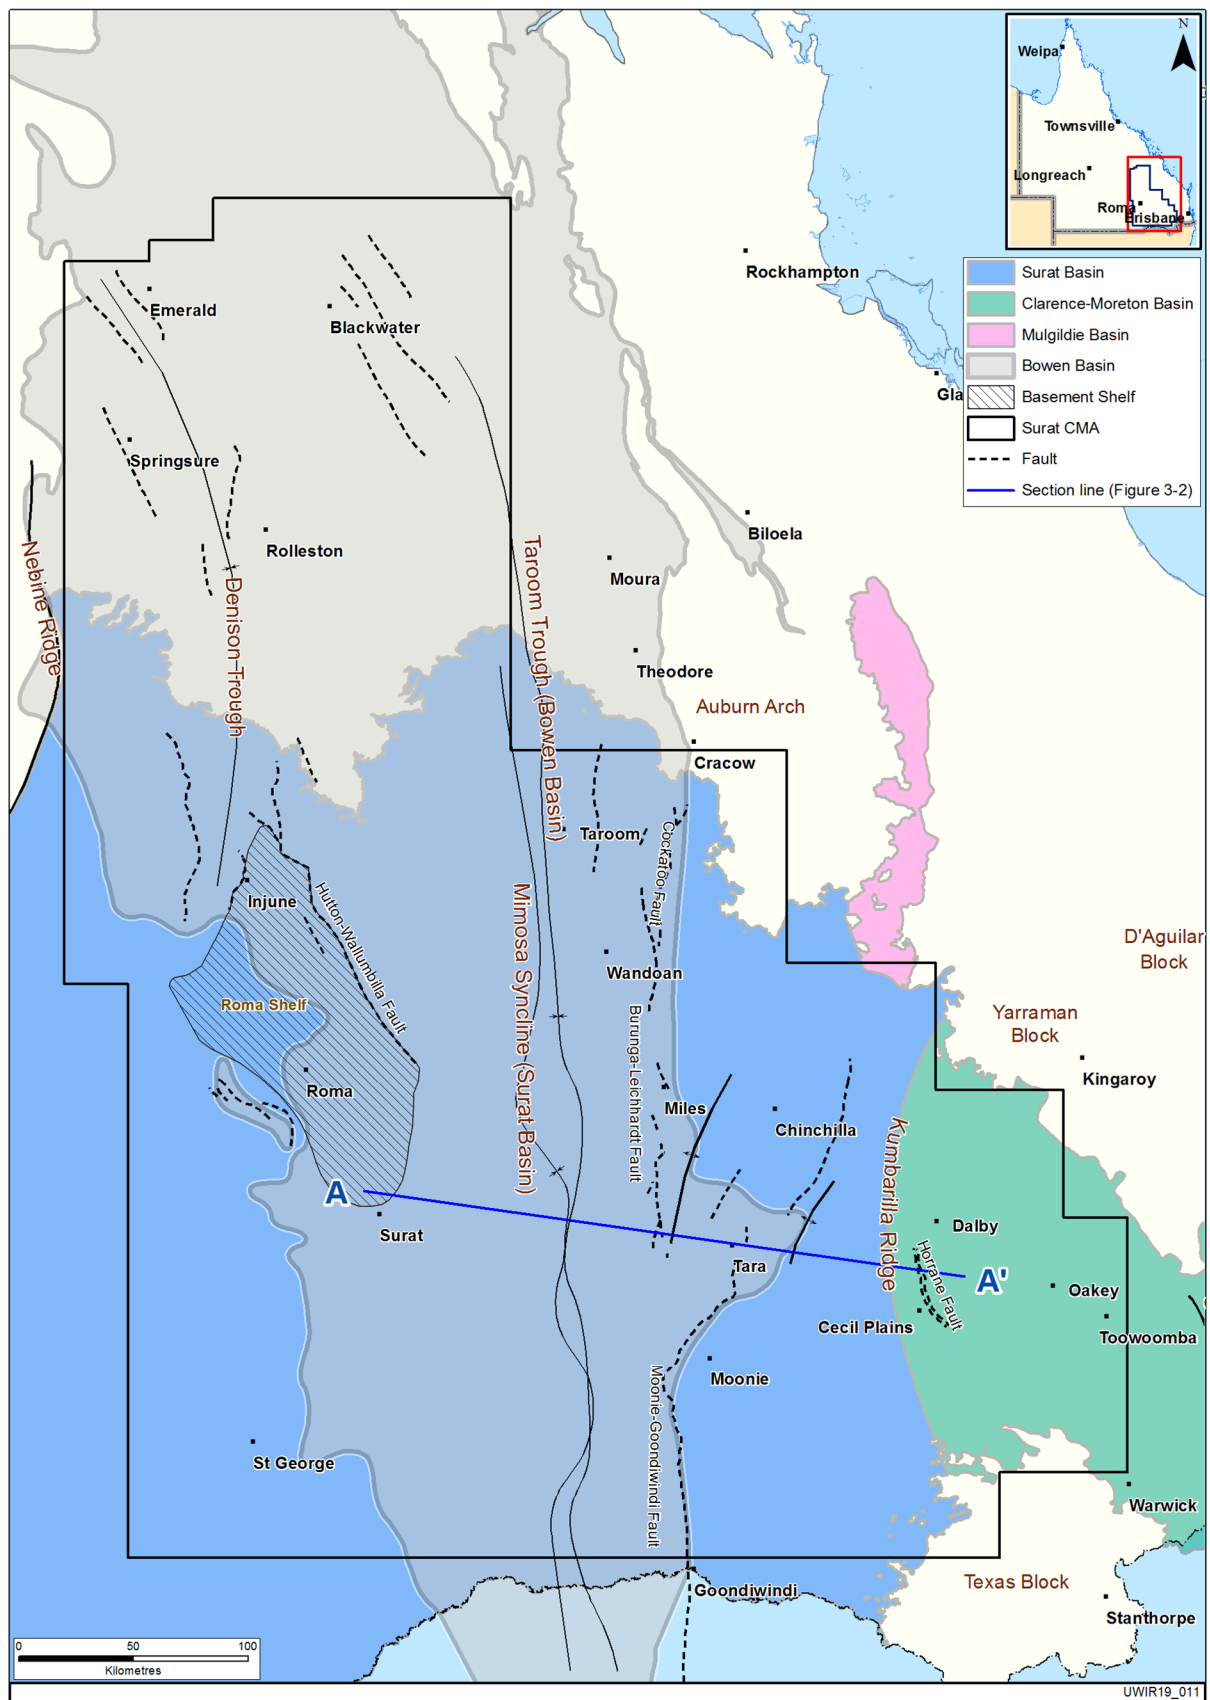 N
Weipa
Townsville
Longreach
Roma
Brisbane
Surat Basin
Clarence-Moreton Basin
Mulgildie Basin
Bowen Basin
Basement Shelf
Surat CMA
Fault
Section line (Figure 3-2)
Rockhampton
Emerald
Blackwater
Gla
Springsure
Rolleston
Biloela
Moura
Nebine Ridge
Denison Trough
Taroom Trough (Bowen Basin)
Theodore
Auburn Arch
Cracow
Taroom
Cockatoo Fault
Injune
Hutton-Wallumbilla Fault
Mimosa Syncline (Surat Basin)
Wandoan
D'Aguilar
Block
Roma Shelf
Burunga-Leichhardt Fault
Yarraman
Block
Kingaroy
Roma
Miles
Chinchilla
Kumbarilla Ridge
A
Surat
Dalby
Tara
Horrane Fault
A'
Oakey
Cecil Plains
Toowoomba
Moonie
Moonie-Goondiwindi Fault
St George
Warwick
Goondiwindi
Texas Block
Stanthorpe
0 50 100
Kilometres
UWIR19_011